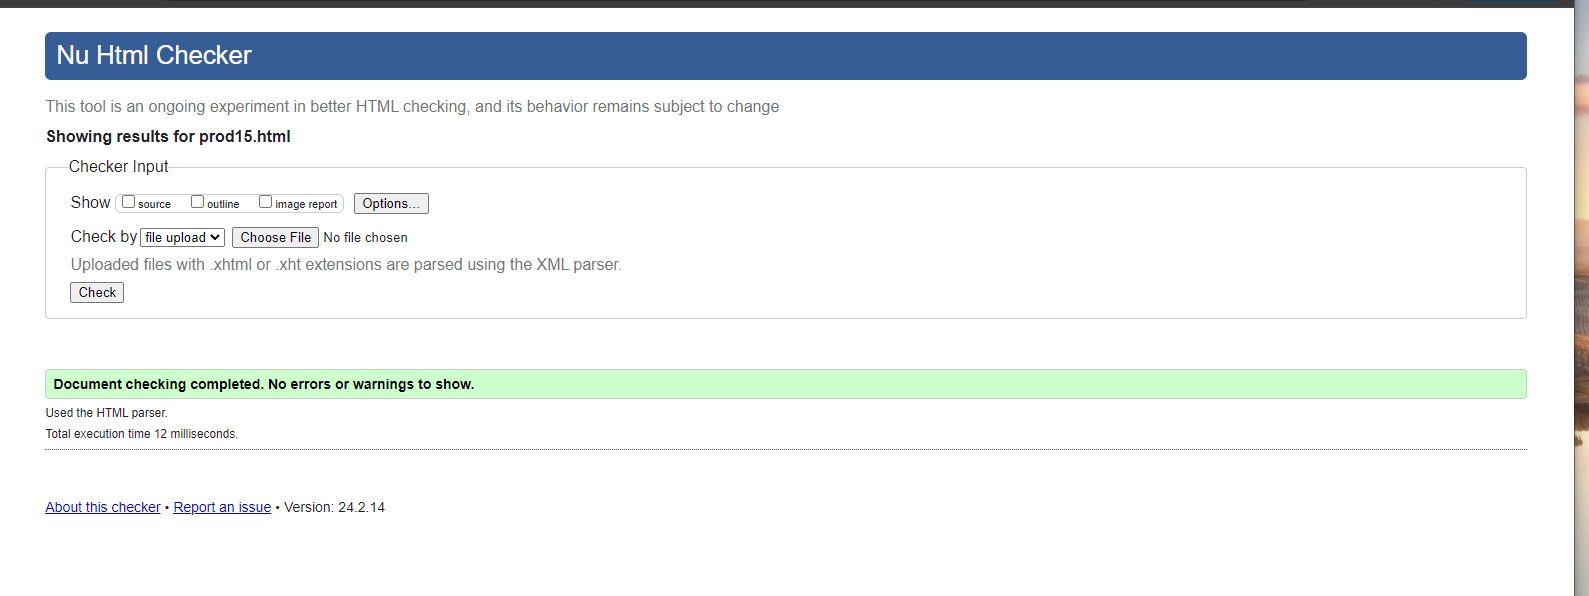 Nu Html Checker
This tool is an ongoing experiment in better HTML checking, and its behavior remains subject to change
Showing results for prod15.html
Checker Input
Show source outline image report Options...
Check by file upload Choose File No file chosen
Uploaded files with .xhtml or .xht extensions are parsed using the XML parser.
Check
Document checking completed. No errors or warnings to show.
Used the HTML parser.
Total execution time 12 milliseconds.
About this checker • Report an issue • Version: 24.2.14